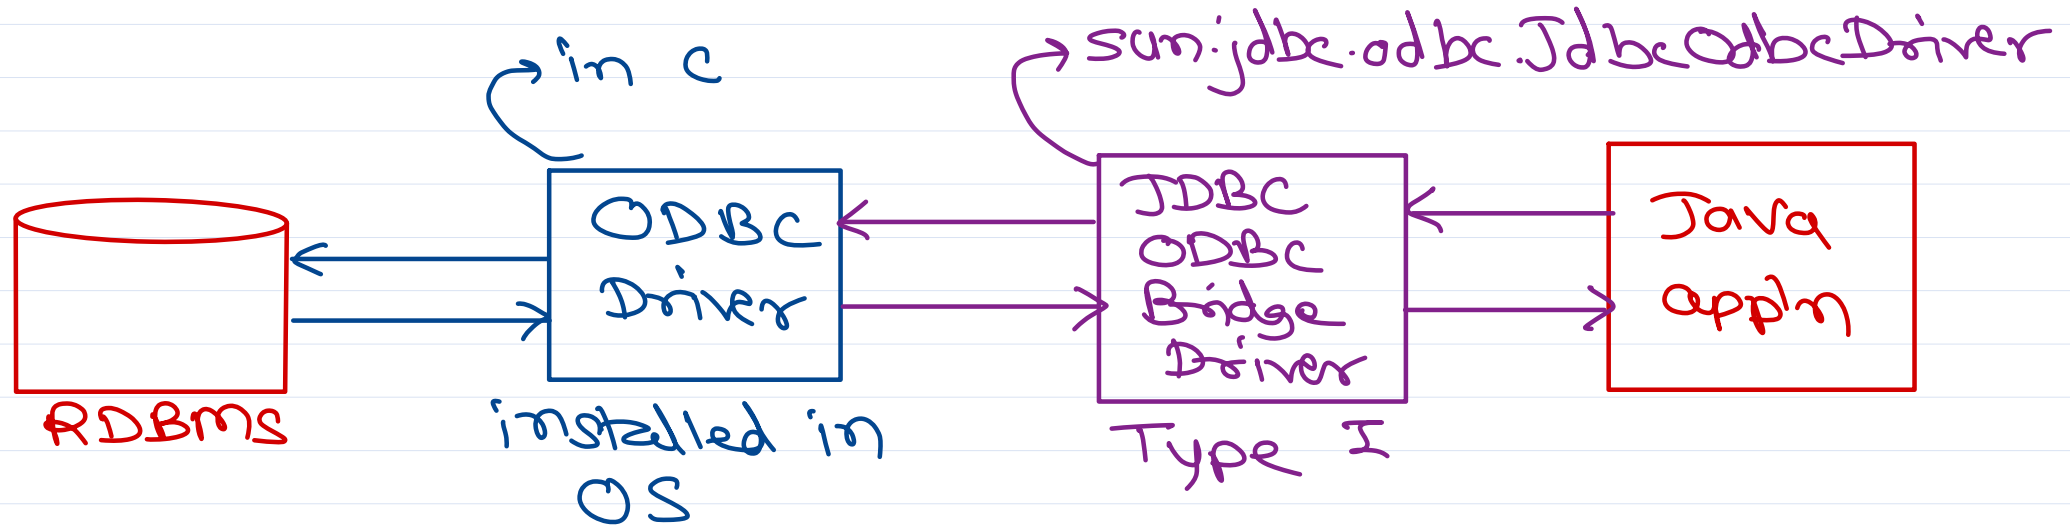 in C
sun.jdbc.odbc.JdbcOdbcDriver
ODBC
Driver
JDBC
ODBC
Bridge
Driver
Java
appln
RDBMS
installed in
OS
Type I